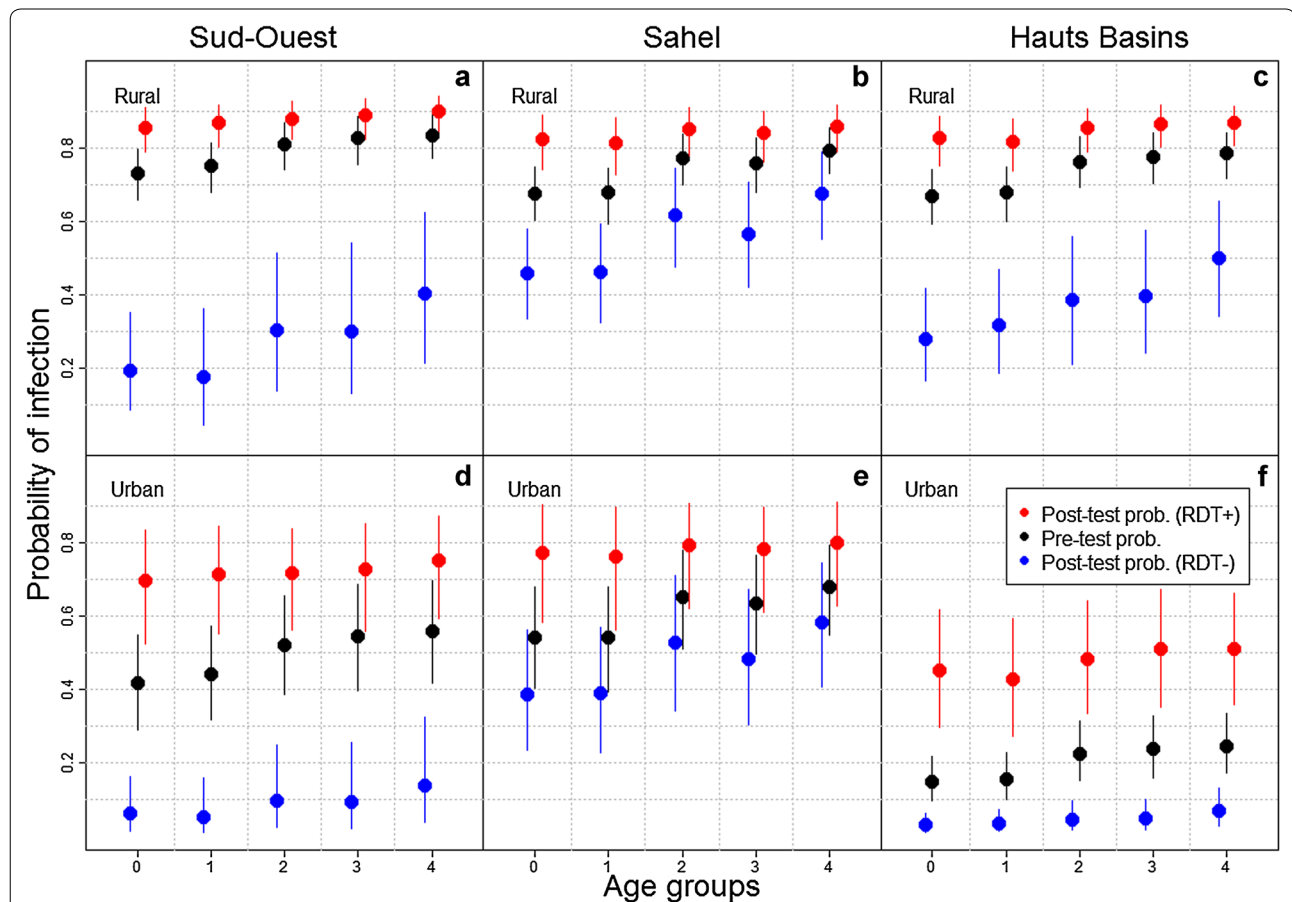 Sud-Ouest Sahel Hauts Basins
a b c
Rural Rural Rural
0.8
0.6
0.4
0.2
Probability of infection
d e f
Urban Urban Urban
Post-test prob. (RDT+)
Pre-test prob.
Post-test prob. (RDT-)
0.8
0.6
0.4
0.2
0 1 2 3 4 0 1 2 3 4 0 1 2 3 4
Age groups